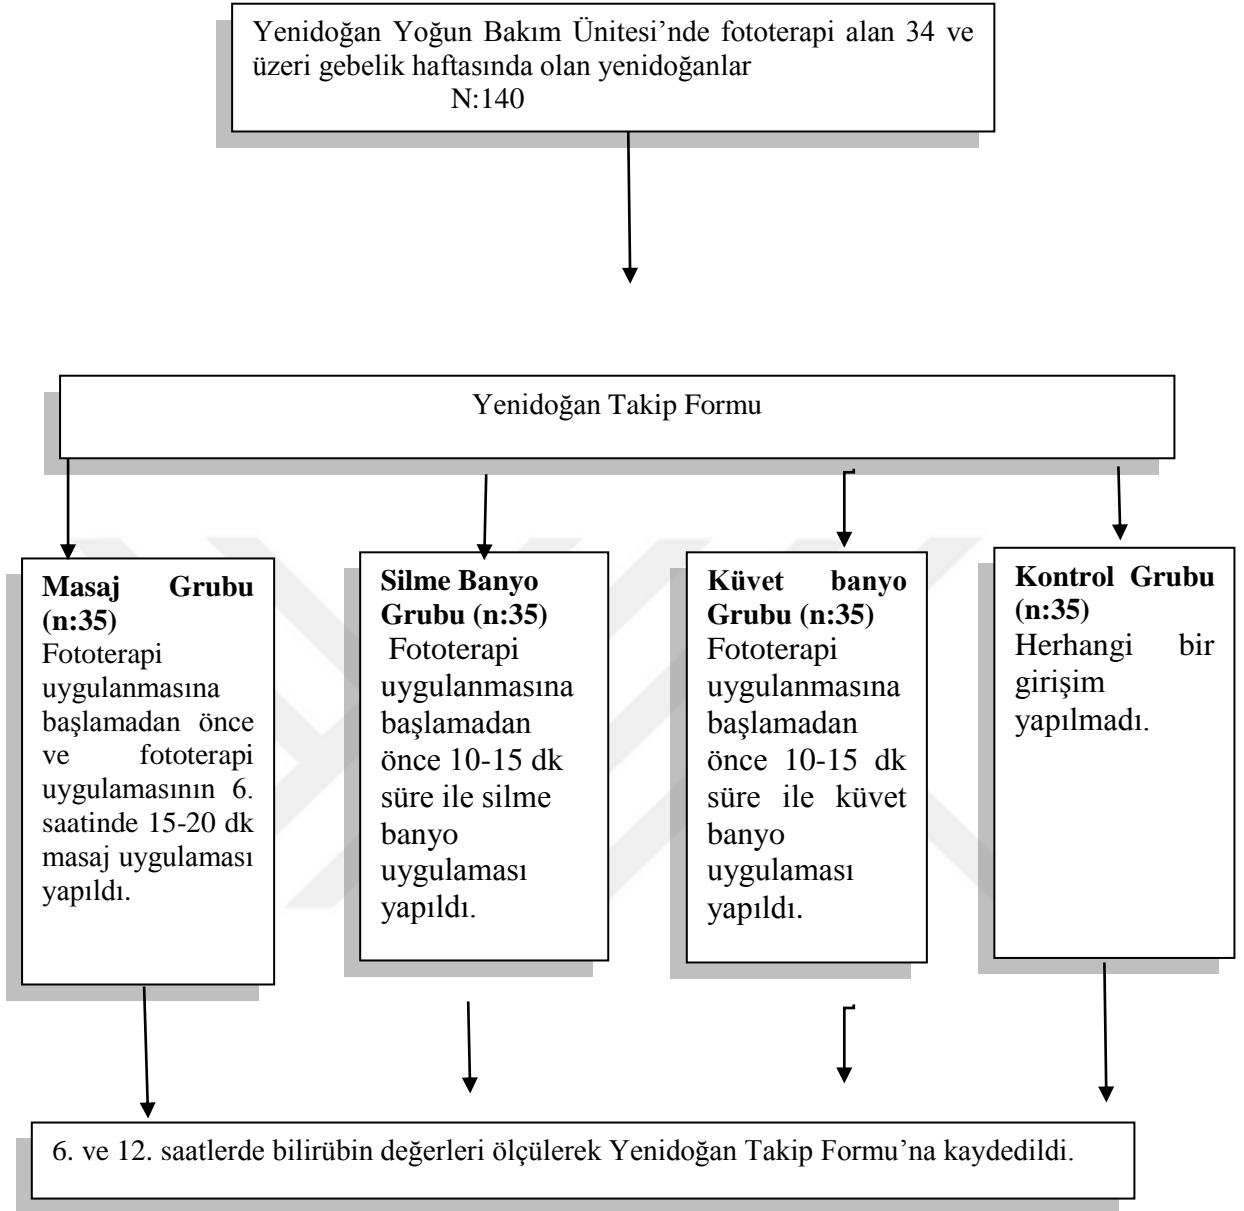 Yenidoğan Yoğun Bakım Ünitesi’nde fototerapi alan 34 ve
üzeri gebelik haftasında olan yenidoğanlar
N:140
Yenidoğan Takip Formu
Masaj Grubu
(n:35)
Fototerapi
uygulanmasına
başlamadan önce
ve fototerapi
uygulamasının 6.
saatinde 15-20 dk
masaj uygulaması
yapıldı.
Silme Banyo
Grubu (n:35)
Fototerapi
uygulanmasına
başlamadan
önce 10-15 dk
süre ile silme
banyo
uygulaması
yapıldı.
Küvet banyo
Grubu (n:35)
Fototerapi
uygulanmasına
başlamadan
önce 10-15 dk
süre ile küvet
banyo
uygulaması
yapıldı.
Kontrol Grubu
(n:35)
Herhangi bir
girişim
yapılmadı.
6. ve 12. saatlerde bilirübin değerleri ölçülerek Yenidoğan Takip Formu’na kaydedildi.